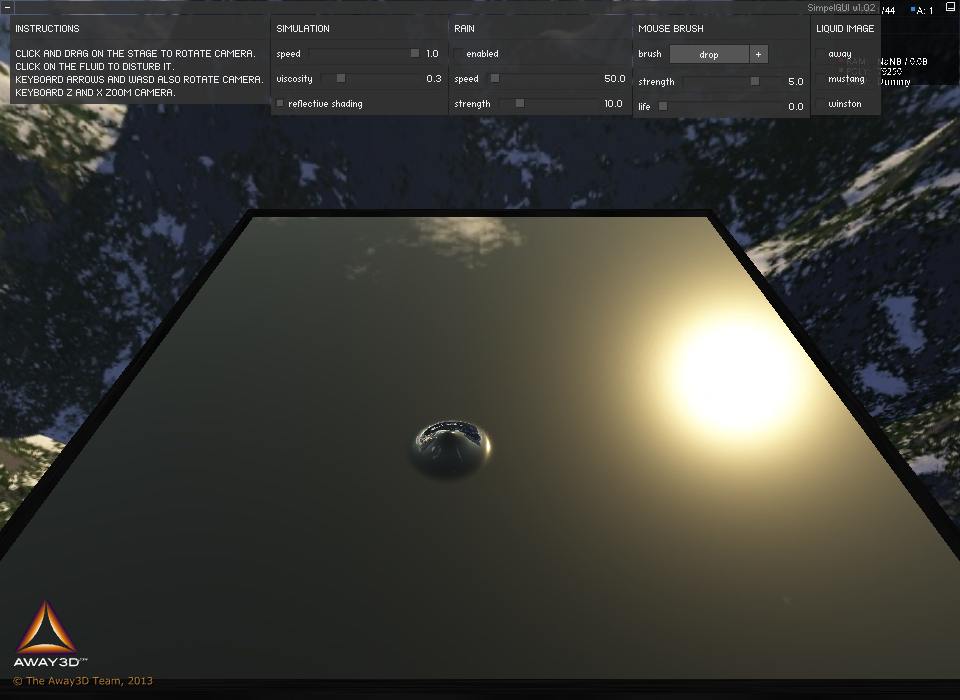 SimpelGUI v1.02
/44
A: 1
INSTRUCTIONS
CLICK AND DRAG ON THE STAGE TO ROTATE CAMERA.
CLICK ON THE FLUID TO DISTURB IT.
KEYBOARD ARROWS AND WASD ALSO ROTATE CAMERA.
KEYBOARD Z AND X ZOOM CAMERA.
SIMULATION
speed 1.0
viscosity 0.3
reflective shading
RAIN
enabled
speed 50.0
strength 10.0
MOUSE BRUSH
brush drop +
strength 5.0
life 0.0
LIQUID IMAGE
away
mustang
winston
AWAY3D
© The Away3D Team, 2013